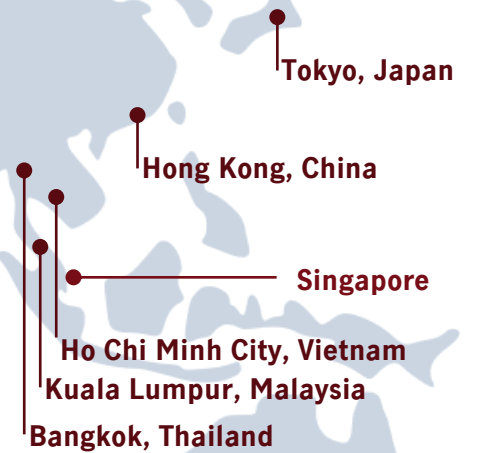 Tokyo, Japan
Hong Kong, China
Singapore
Ho Chi Minh City, Vietnam
Kuala Lumpur, Malaysia
Bangkok, Thailand